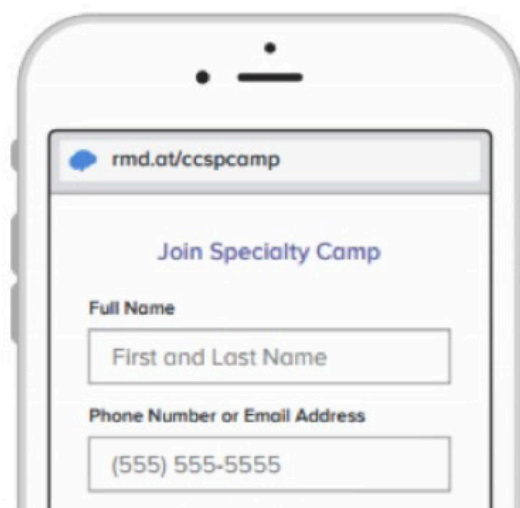 rmd.at/ccspcamp
Join Specialty Camp
Full Name
First and Last Name
Phone Number or Email Address
(555) 555-5555